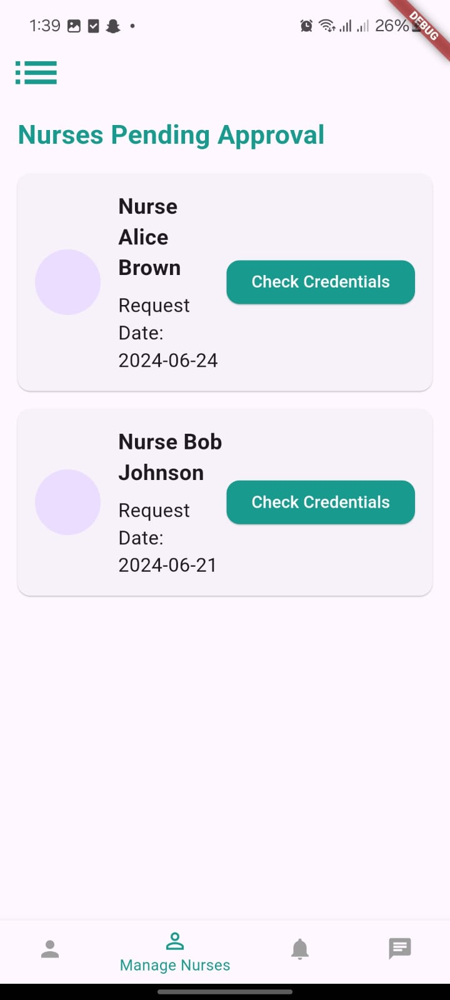 1:39
26%
DEBUG
Nurses Pending Approval
Nurse
Alice
Brown
Request
Date:
2024-06-24
Check Credentials
Nurse Bob
Johnson
Request
Date:
2024-06-21
Check Credentials
Manage Nurses